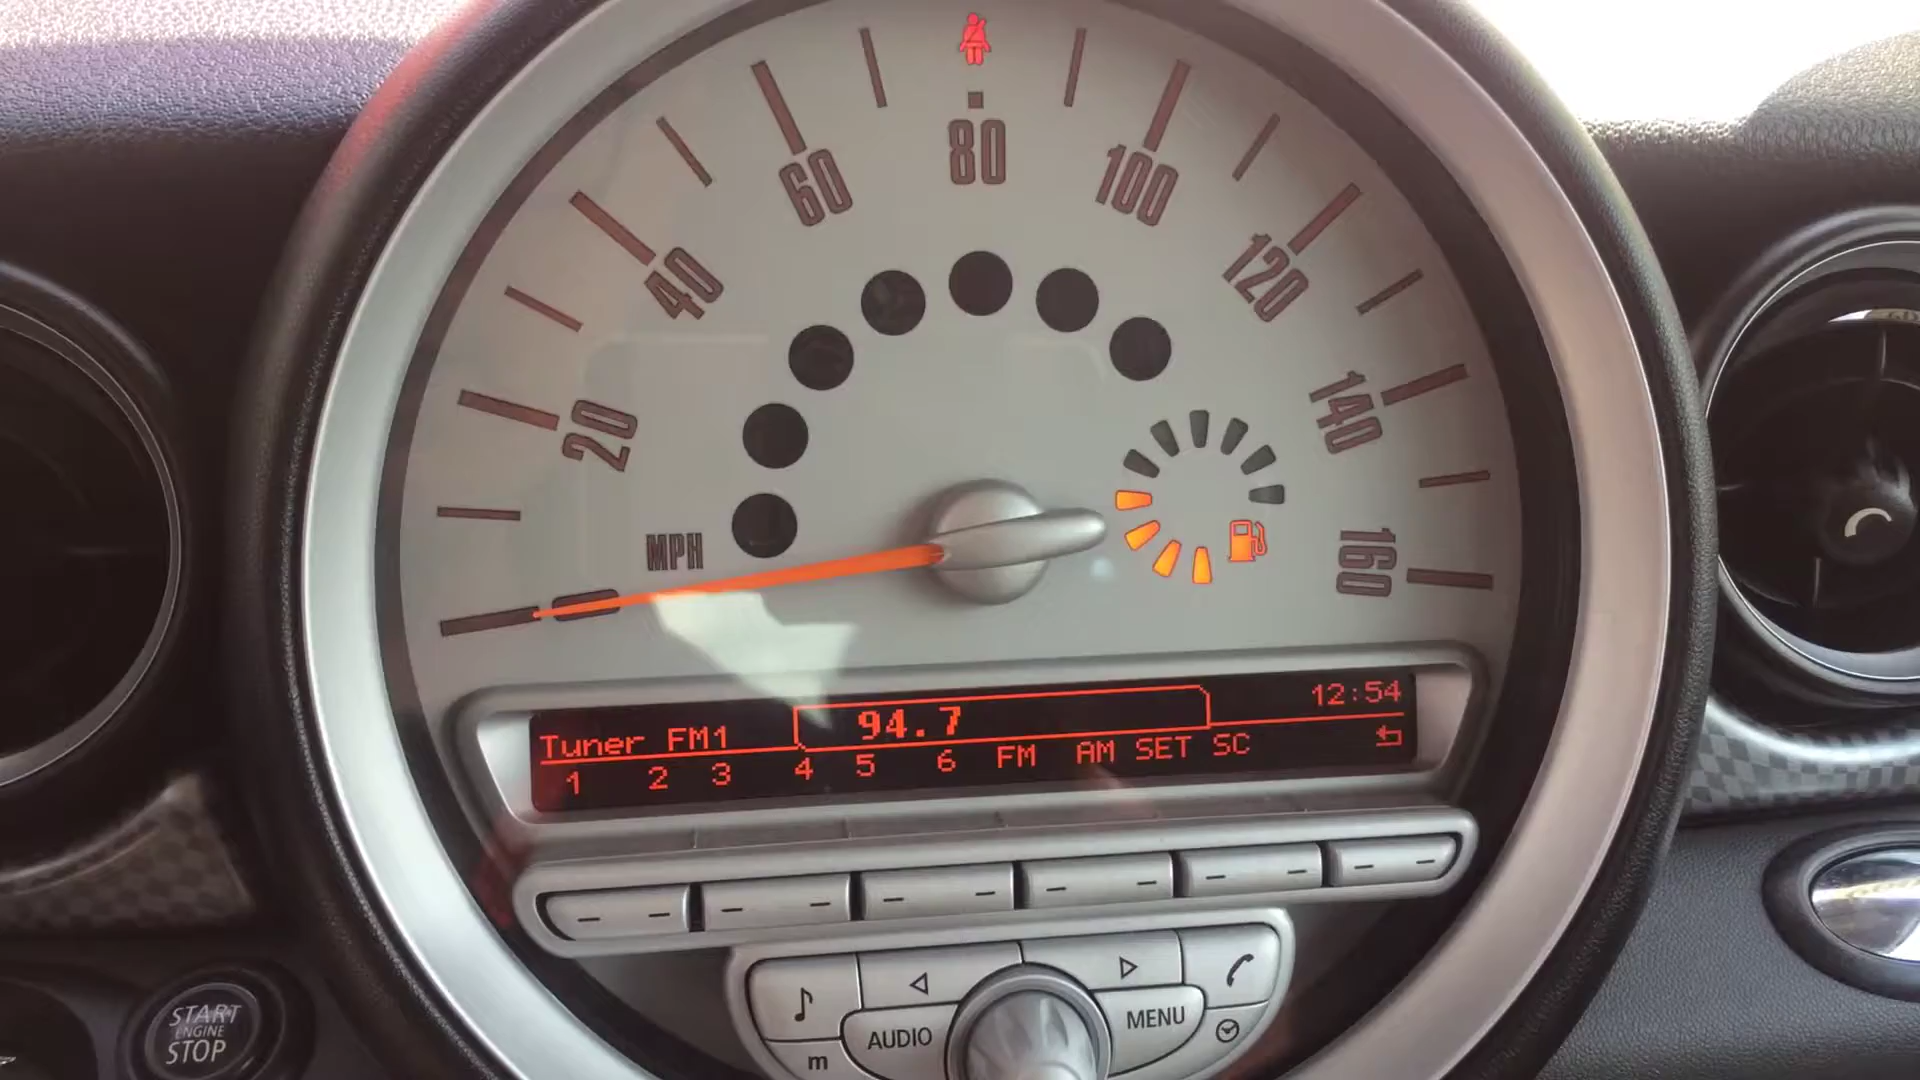 80
60
100
40
120
20
140
MPH
0
160
Tuner FM1
94.7
12:54
1 2 3 4 5 6 FM AM SET SC
AUDIO
MENU
m
START
ENGINE
STOP